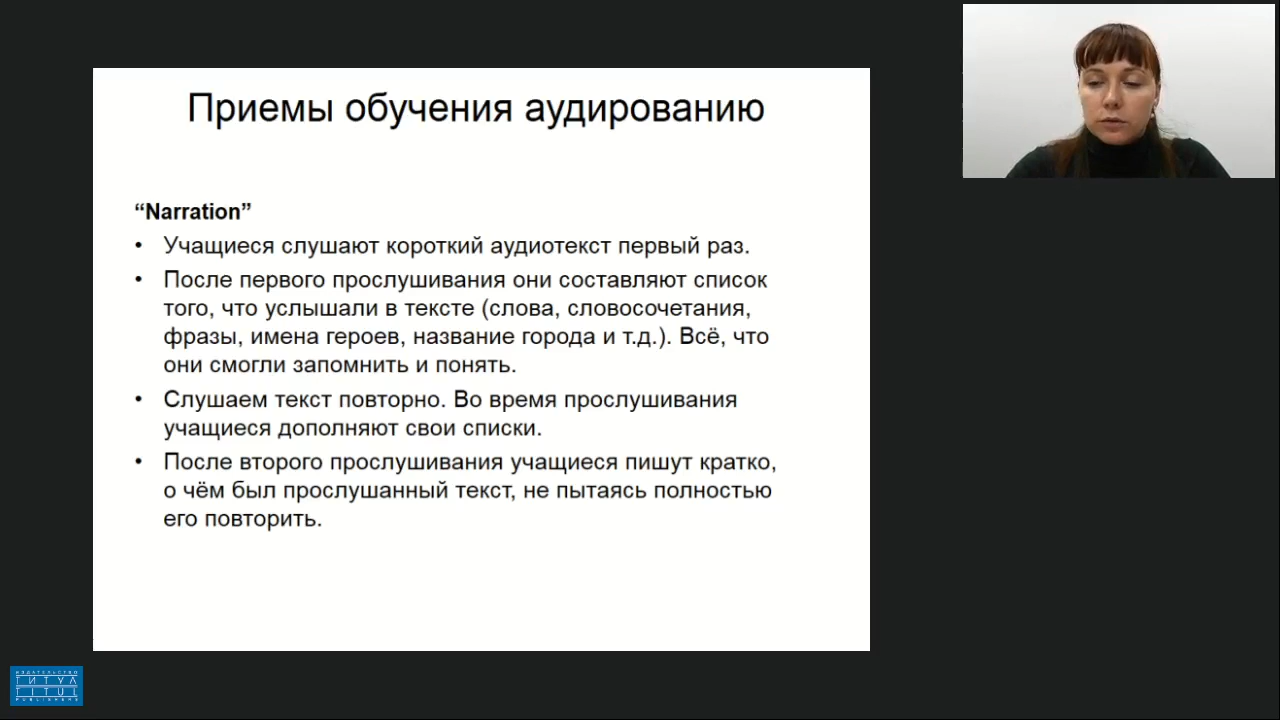 Приемы обучения аудированию
“Narration”
• Учащиеся слушают короткий аудиотекст первый раз.
• После первого прослушивания они составляют список
того, что услышали в тексте (слова, словосочетания,
фразы, имена героев, название города и т.д.). Всё, что
они смогли запомнить и понять.
• Слушаем текст повторно. Во время прослушивания
учащиеся дополняют свои списки.
• После второго прослушивания учащиеся пишут кратко,
о чём был прослушанный текст, не пытаясь полностью
его повторить.
ИЗДАТЕЛЬСТВО
ТИТУЛ
TITUL
PUBLISHERS